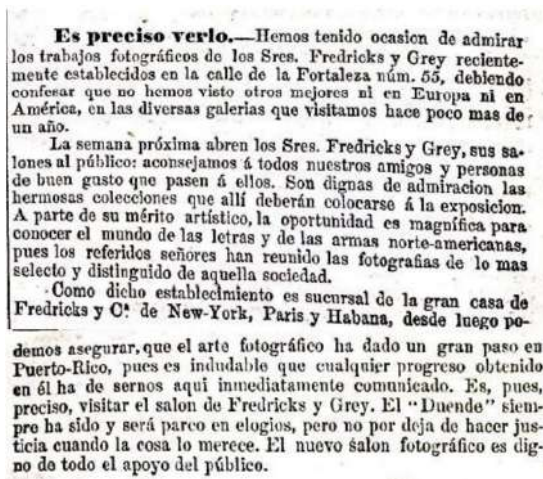 Es preciso verlo.—Hemos tenido ocasion de admirar
los trabajos fotográficos de los Sres. Fredricks y Grey reciente-
mente establecidos en la calle de la Fortaleza núm. 55, debiendo
confesar que no hemos visto otros mejores ni en Europa ni en
América, en las diversas galerias que visitamos hace poco mas de
un año.
La semana próxima abren los Sres. Fredricks y Grey, sus sa-
lones al público: aconsejamos á todos nuestros amigos y personas
de buen gusto que pasen á ellos. Son dignas de admiracion las
hermosas colecciones que allí deberán colocarse á la exposicion.
A parte de su mérito artístico, la oportunidad es magnífica para
conocer el mundo de las letras y de las armas norte-americanas,
pues los referidos señores han reunido las fotografias de lo mas
selecto y distinguido de aquella sociedad.
Como dicho establecimiento es sucursal de la gran casa de
Fredricks y Cª. de New-York, Paris y Habana, desde luego po-
demos asegurar, que el arte fotográfico ha dado un gran paso en
Puerto-Rico, pues es indudable que cualquier progreso obtenido
en él ha de sernos aqui inmediatamente comunicado. Es, pues,
preciso, visitar el salon de Fredricks y Grey. El "Duende" siem-
pre ha sido y será parco en elogios, pero no por deja de hacer jus-
ticia cuando la cosa lo merece. El nuevo salon fotográfico es dig-
no de todo el apoyo del público.